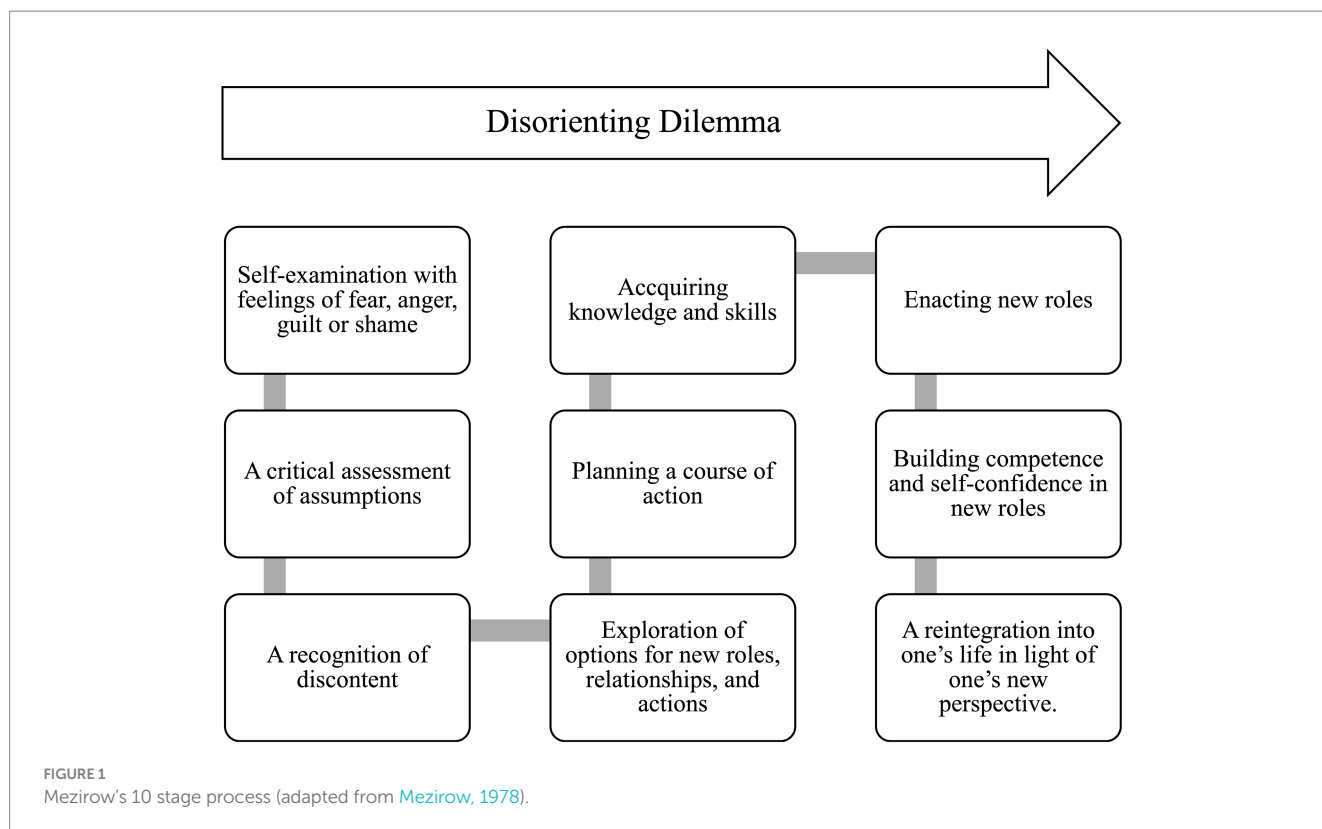 Disorienting Dilemma
Self-examination with
feelings of fear, anger,
guilt or shame
A critical assessment
of assumptions
A recognition of
discontent
Exploration of
options for new roles,
relationships, and
actions
Planning a course of
action
Accquiring
knowledge and skills
Enacting new roles
Building competence
and self-confidence in
new roles
A reintegration into
one’s life in light of
one’s new
perspective.
FIGURE 1
Mezirow’s 10 stage process (adapted from Mezirow, 1978).